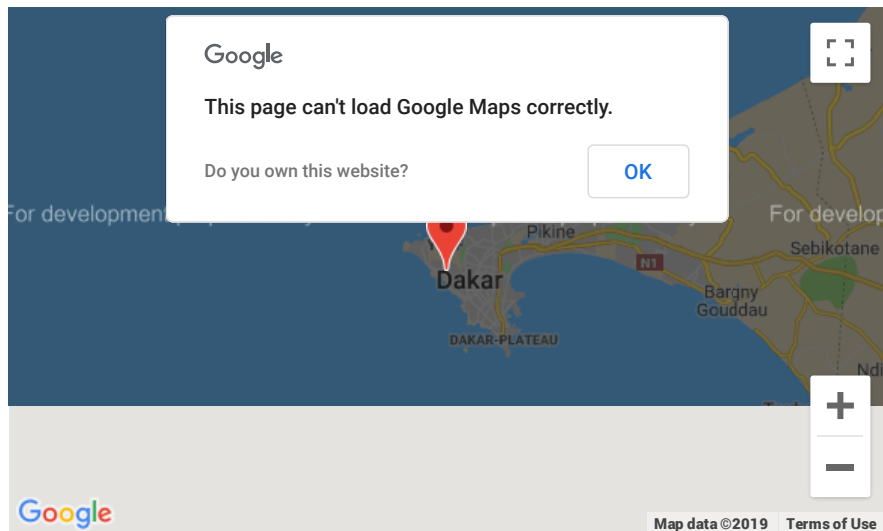 Google
This page can't load Google Maps correctly.
Do you own this website?
OK
For development
For develop
Pikine
Sebikotane
N1
Dakar
Bargny
Gouddau
DAKAR-PLATEAU
Ndi
Google
Map data ©2019
Terms of Use